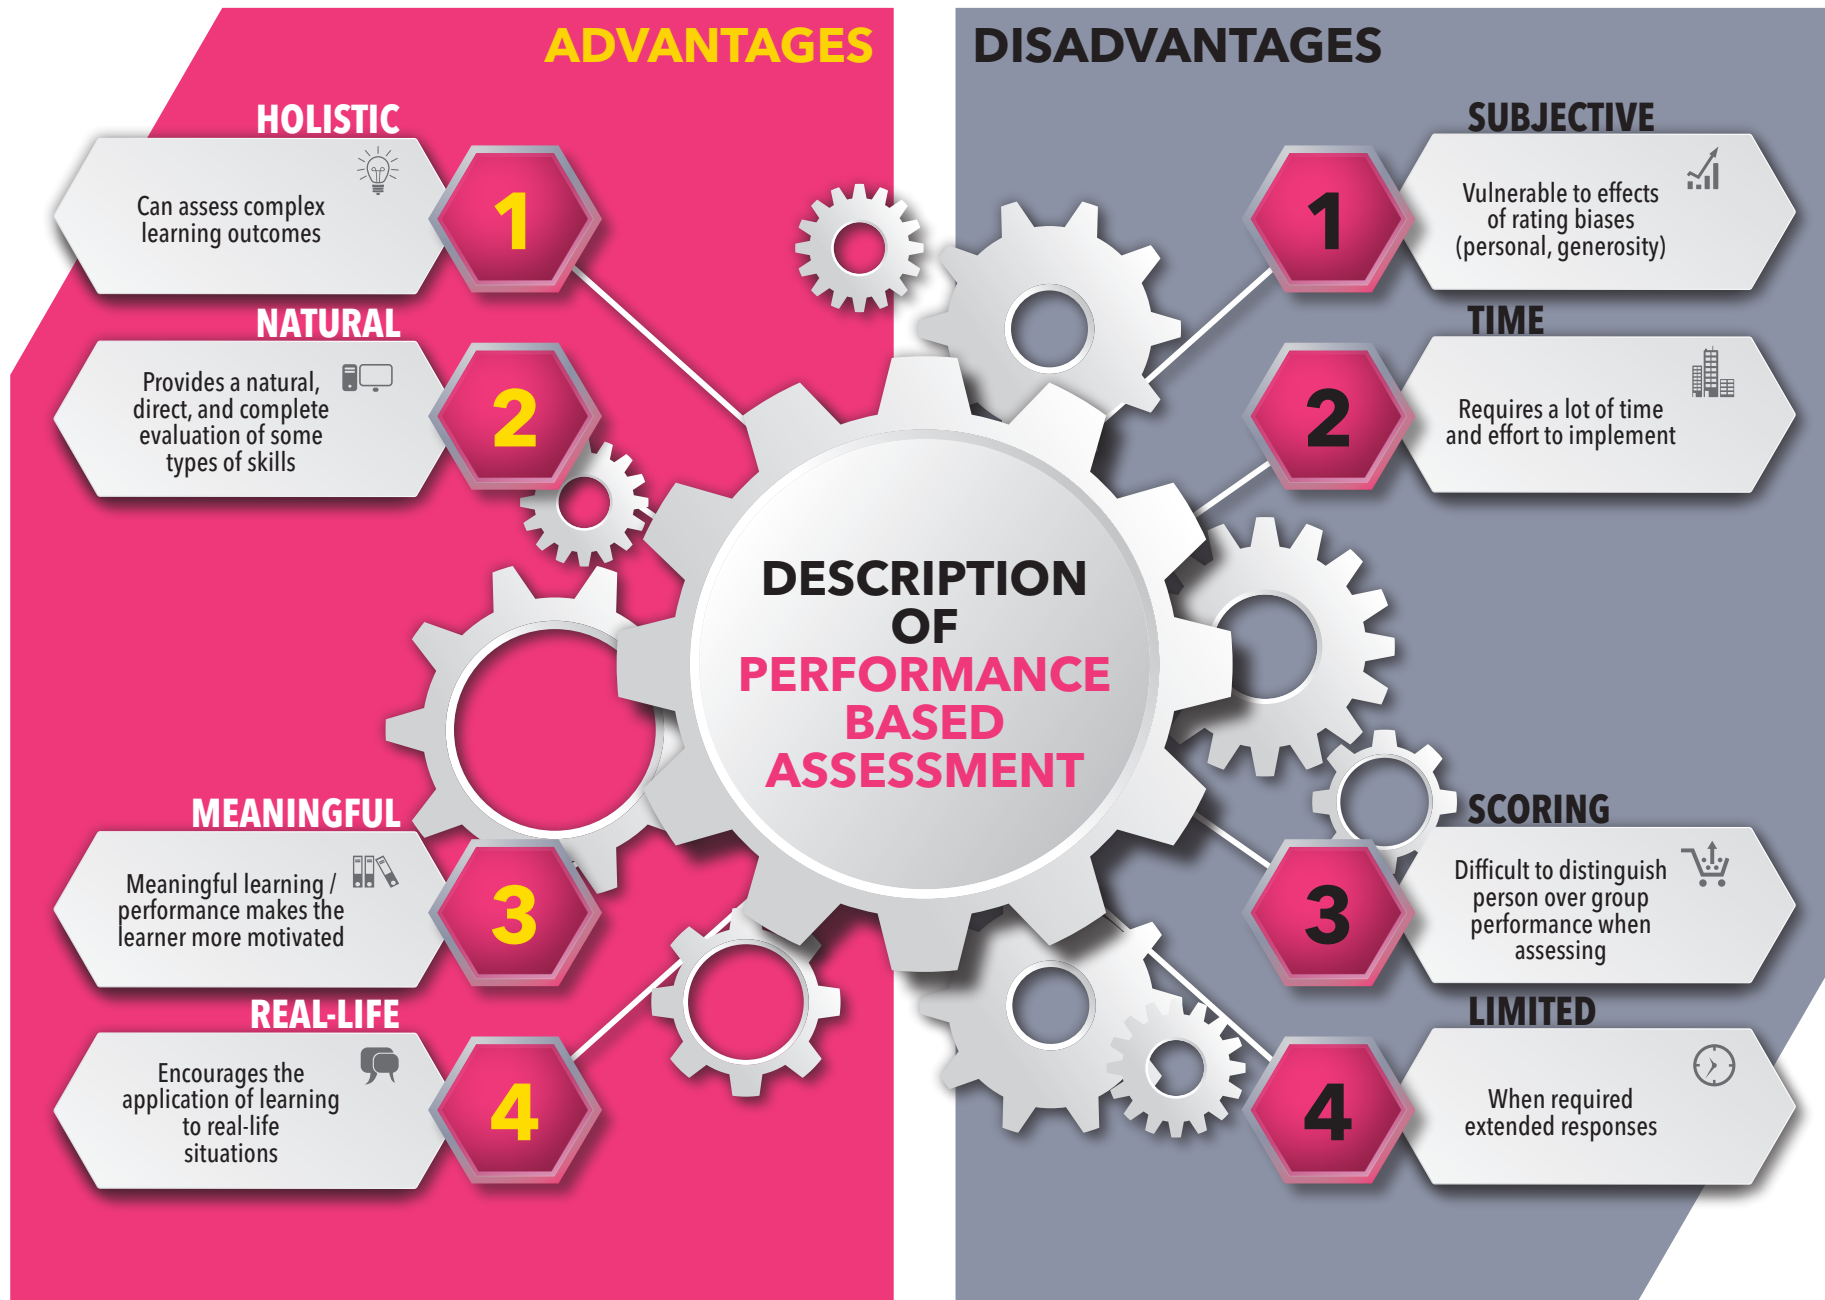 ADVANTAGES
HOLISTIC
1
Can assess complex
learning outcomes
NATURAL
2
Provides a natural,
direct, and complete
evaluation of some
types of skills
MEANINGFUL
3
Meaningful learning /
performance makes the
learner more motivated
REAL-LIFE
4
Encourages the
application of learning
to real-life
situations
DESCRIPTION
OF
PERFORMANCE
BASED
ASSESSMENT
DISADVANTAGES
SUBJECTIVE
1
Vulnerable to effects
of rating biases
(personal, generosity)
TIME
2
Requires a lot of time
and effort to implement
SCORING
3
Difficult to distinguish
person over group
performance when
assessing
LIMITED
4
When required
extended responses